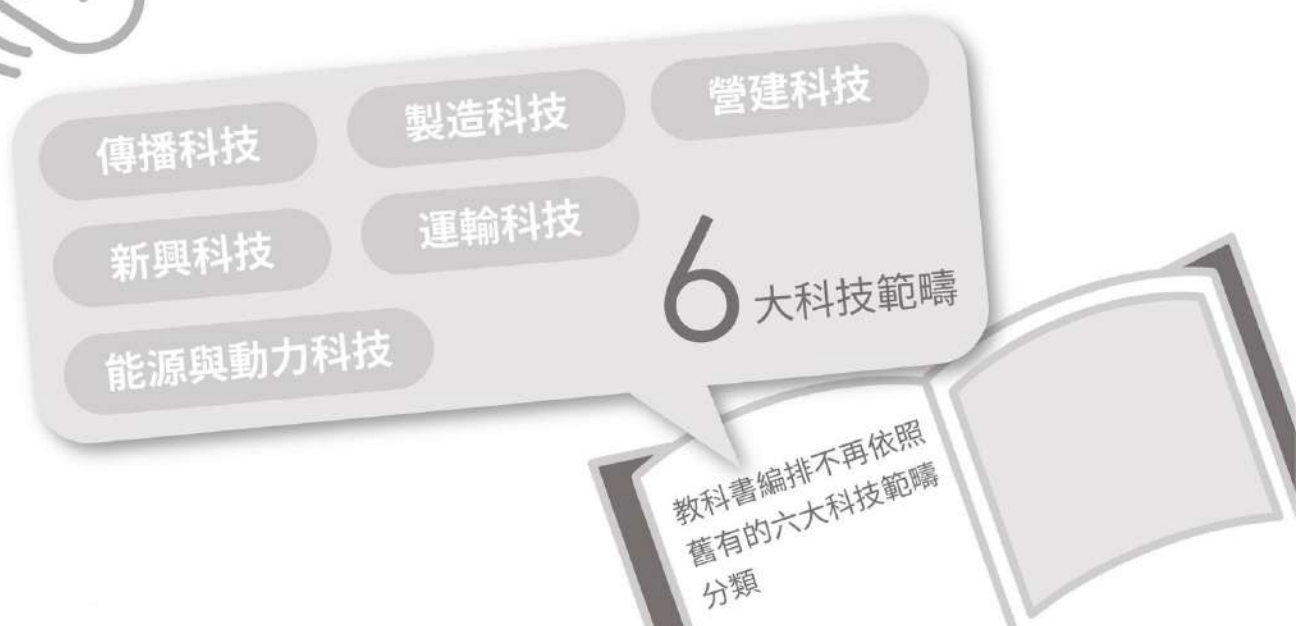 傳播科技
製造科技
營建科技
新興科技
運輸科技
能源與動力科技
6大科技範疇
教科書編排不再依照
舊有的六大科技範疇
分類